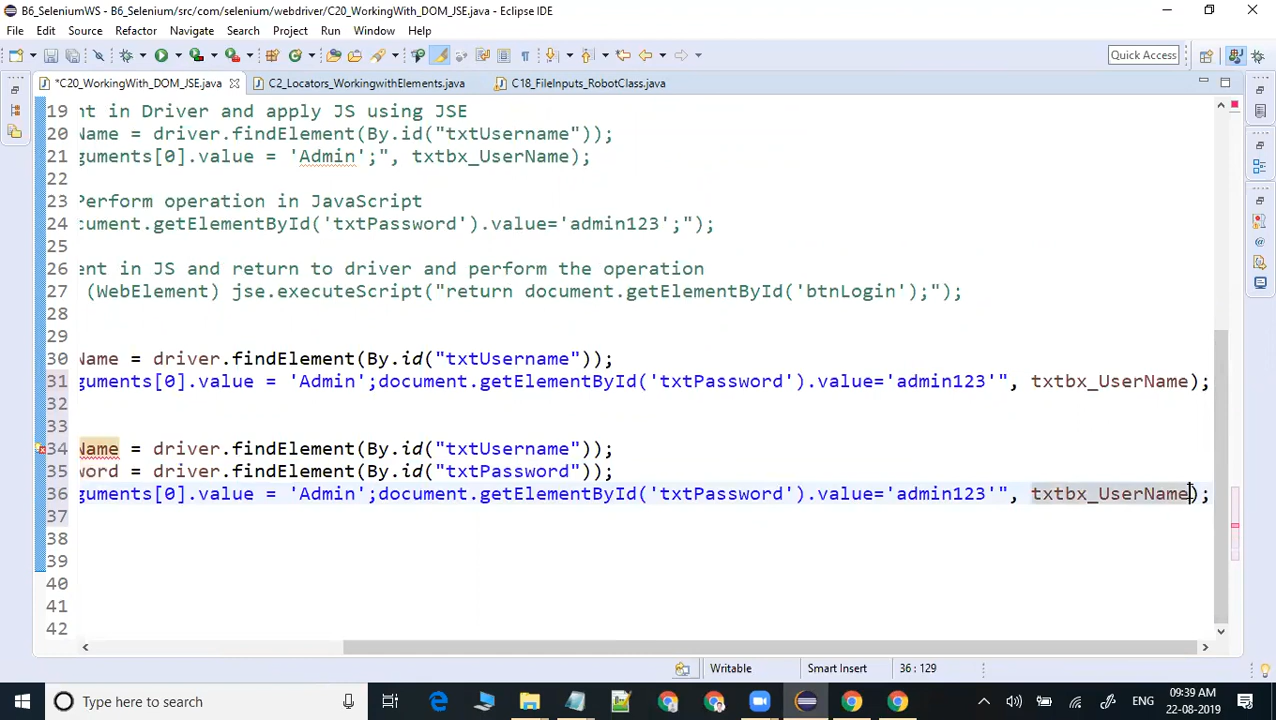 B6_SeleniumWS - B6_Selenium/src/com/selenium/webdriver/C20_WorkingWith_DOM_JSE.java - Eclipse IDE
File Edit Source Refactor Navigate Search Project Run Window Help
Quick Access
*C20_WorkingWith_DOM_JSE.java C2_Locators_WorkingwithElements.java C18_FileInputs_RobotClass.java
19 nt in Driver and apply JS using JSE
20 Name = driver.findElement(By.id("txtUsername"));
21 guments[0].value = 'Admin';", txtbx_UserName);
22
23 Perform operation in JavaScript
24 cument.getElementById('txtPassword').value='admin123';");
25
26 ent in JS and return to driver and perform the operation
27 (WebElement) jse.executeScript("return document.getElementById('btnLogin');");
28
29
30 Name = driver.findElement(By.id("txtUsername"));
31 guments[0].value = 'Admin';document.getElementById('txtPassword').value='admin123'", txtbx_UserName);
32
33
34 Name = driver.findElement(By.id("txtUsername"));
35 word = driver.findElement(By.id("txtPassword"));
36 guments[0].value = 'Admin';document.getElementById('txtPassword').value='admin123'", txtbx_UserName);
37
38
39
40
41
42
Writable Smart Insert 36 : 129
Type here to search ENG 09:39 AM
22-08-2019